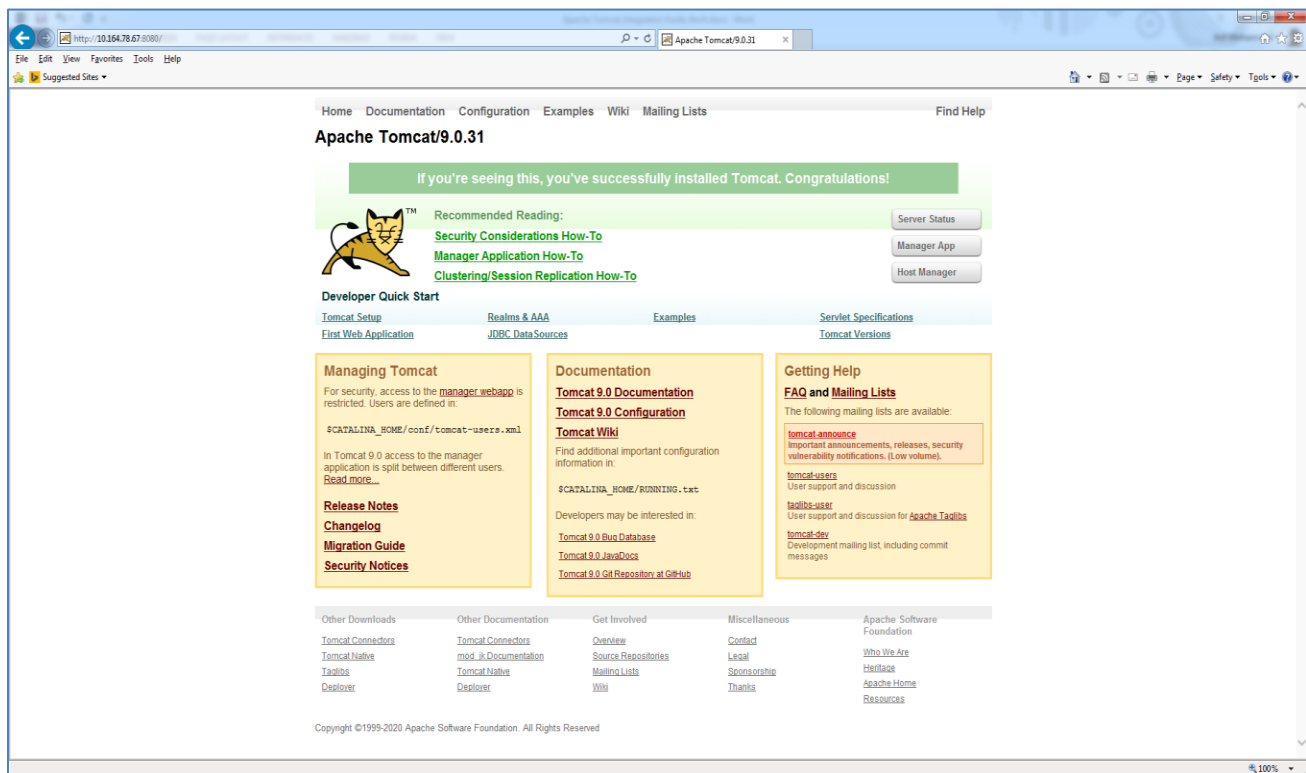 http://10.164.78.67:8080/
Apache Tomcat/9.0.31
File Edit View Favorites Tools Help
Suggested Sites
Page Safety Tools
Home Documentation Configuration Examples Wiki Mailing Lists Find Help
Apache Tomcat/9.0.31
If you're seeing this, you've successfully installed Tomcat. Congratulations!
TM
Recommended Reading:
Security Considerations How-To
Manager Application How-To
Clustering/Session Replication How-To
Server Status
Manager App
Host Manager
Developer Quick Start
Tomcat Setup Realms & AAA Examples Servlet Specifications
First Web Application JDBC DataSources Tomcat Versions
Managing Tomcat
For security, access to the manager webapp is
restricted. Users are defined in:
$CATALINA_HOME/conf/tomcat-users.xml
In Tomcat 9.0 access to the manager
application is split between different users.
Read more...
Release Notes
Changelog
Migration Guide
Security Notices
Documentation
Tomcat 9.0 Documentation
Tomcat 9.0 Configuration
Tomcat Wiki
Find additional important configuration
information in:
$CATALINA_HOME/RUNNING.txt
Developers may be interested in:
Tomcat 9.0 Bug Database
Tomcat 9.0 JavaDocs
Tomcat 9.0 Git Repository at GitHub
Getting Help
FAQ and Mailing Lists
The following mailing lists are available:
tomcat-announce
Important announcements, releases, security
vulnerability notifications. (Low volume).
tomcat-users
User support and discussion
taglibs-user
User support and discussion for Apache Taglibs
tomcat-dev
Development mailing list, including commit
messages
Other Downloads
Tomcat Connectors
Tomcat Native
Taglibs
Deployer
Other Documentation
Tomcat Connectors
mod_jk Documentation
Tomcat Native
Deployer
Get Involved
Overview
Source Repositories
Mailing Lists
Wiki
Miscellaneous
Contact
Legal
Sponsorship
Thanks
Apache Software
Foundation
Who We Are
Heritage
Apache Home
Resources
Copyright ©1999-2020 Apache Software Foundation. All Rights Reserved
100%